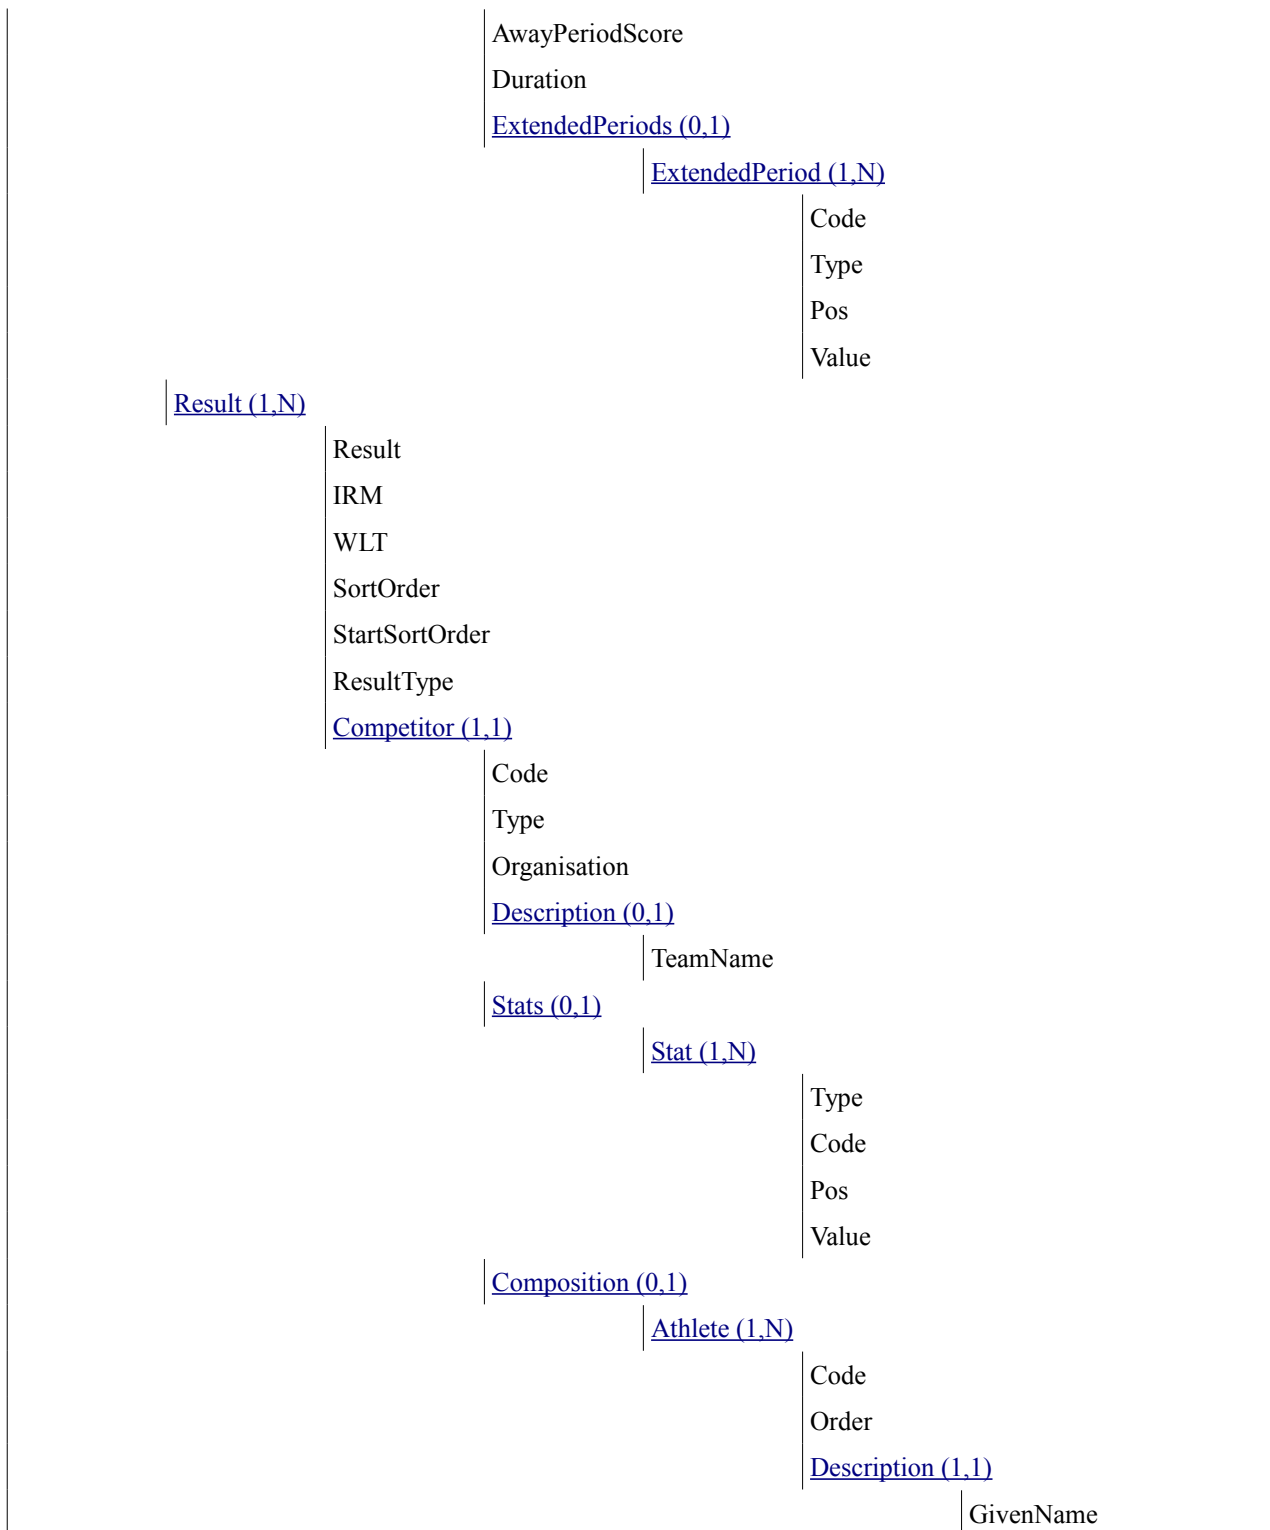 AwayPeriodScore
Duration
ExtendedPeriods (0,1)
ExtendedPeriod (1,N)
Code
Type
Pos
Value
Result (1,N)
Result
IRM
WLT
SortOrder
StartSortOrder
ResultType
Competitor (1,1)
Code
Type
Organisation
Description (0,1)
TeamName
Stats (0,1)
Stat (1,N)
Type
Code
Pos
Value
Composition (0,1)
Athlete (1,N)
Code
Order
Description (1,1)
GivenName